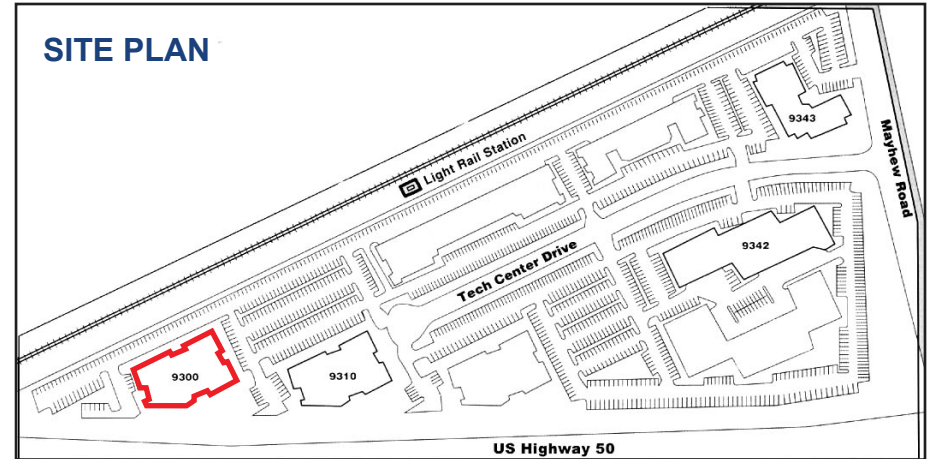 SITE PLAN
9343
Mayhew Road
Light Rail Station
9342
Tech Center Drive
9300
9310
US Highway 50